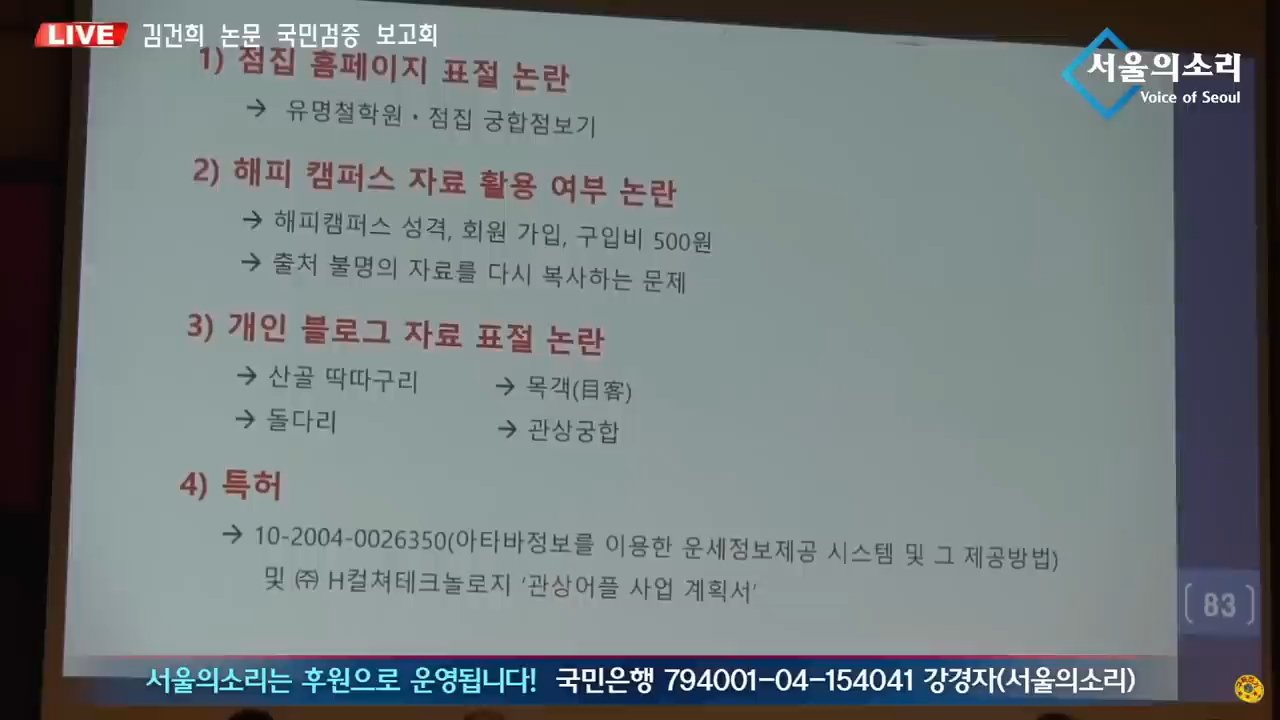 LIVE 김건희 논문 국민검증 보고회
서울의소리
Voice of Seoul
1) 점집 홈페이지 표절 논란
→ 유명철학원·점집 궁합점보기
2) 해피 캠퍼스 자료 활용 여부 논란
→ 해피캠퍼스 성격, 회원 가입, 구입비 500원
→ 출처 불명의 자료를 다시 복사하는 문제
3) 개인 블로그 자료 표절 논란
→ 산골 딱따구리 → 목객(目客)
→ 돌다리 → 관상궁합
4) 특허
→ 10-2004-0026350(아타바정보를 이용한 운세정보제공 시스템 및 그 제공방법)
및 ㈜ H컬쳐테크놀로지 '관상어플 사업 계획서'
[ 83 ]
서울의소리는 후원으로 운영됩니다! 국민은행 794001-04-154041 강경자(서울의소리)